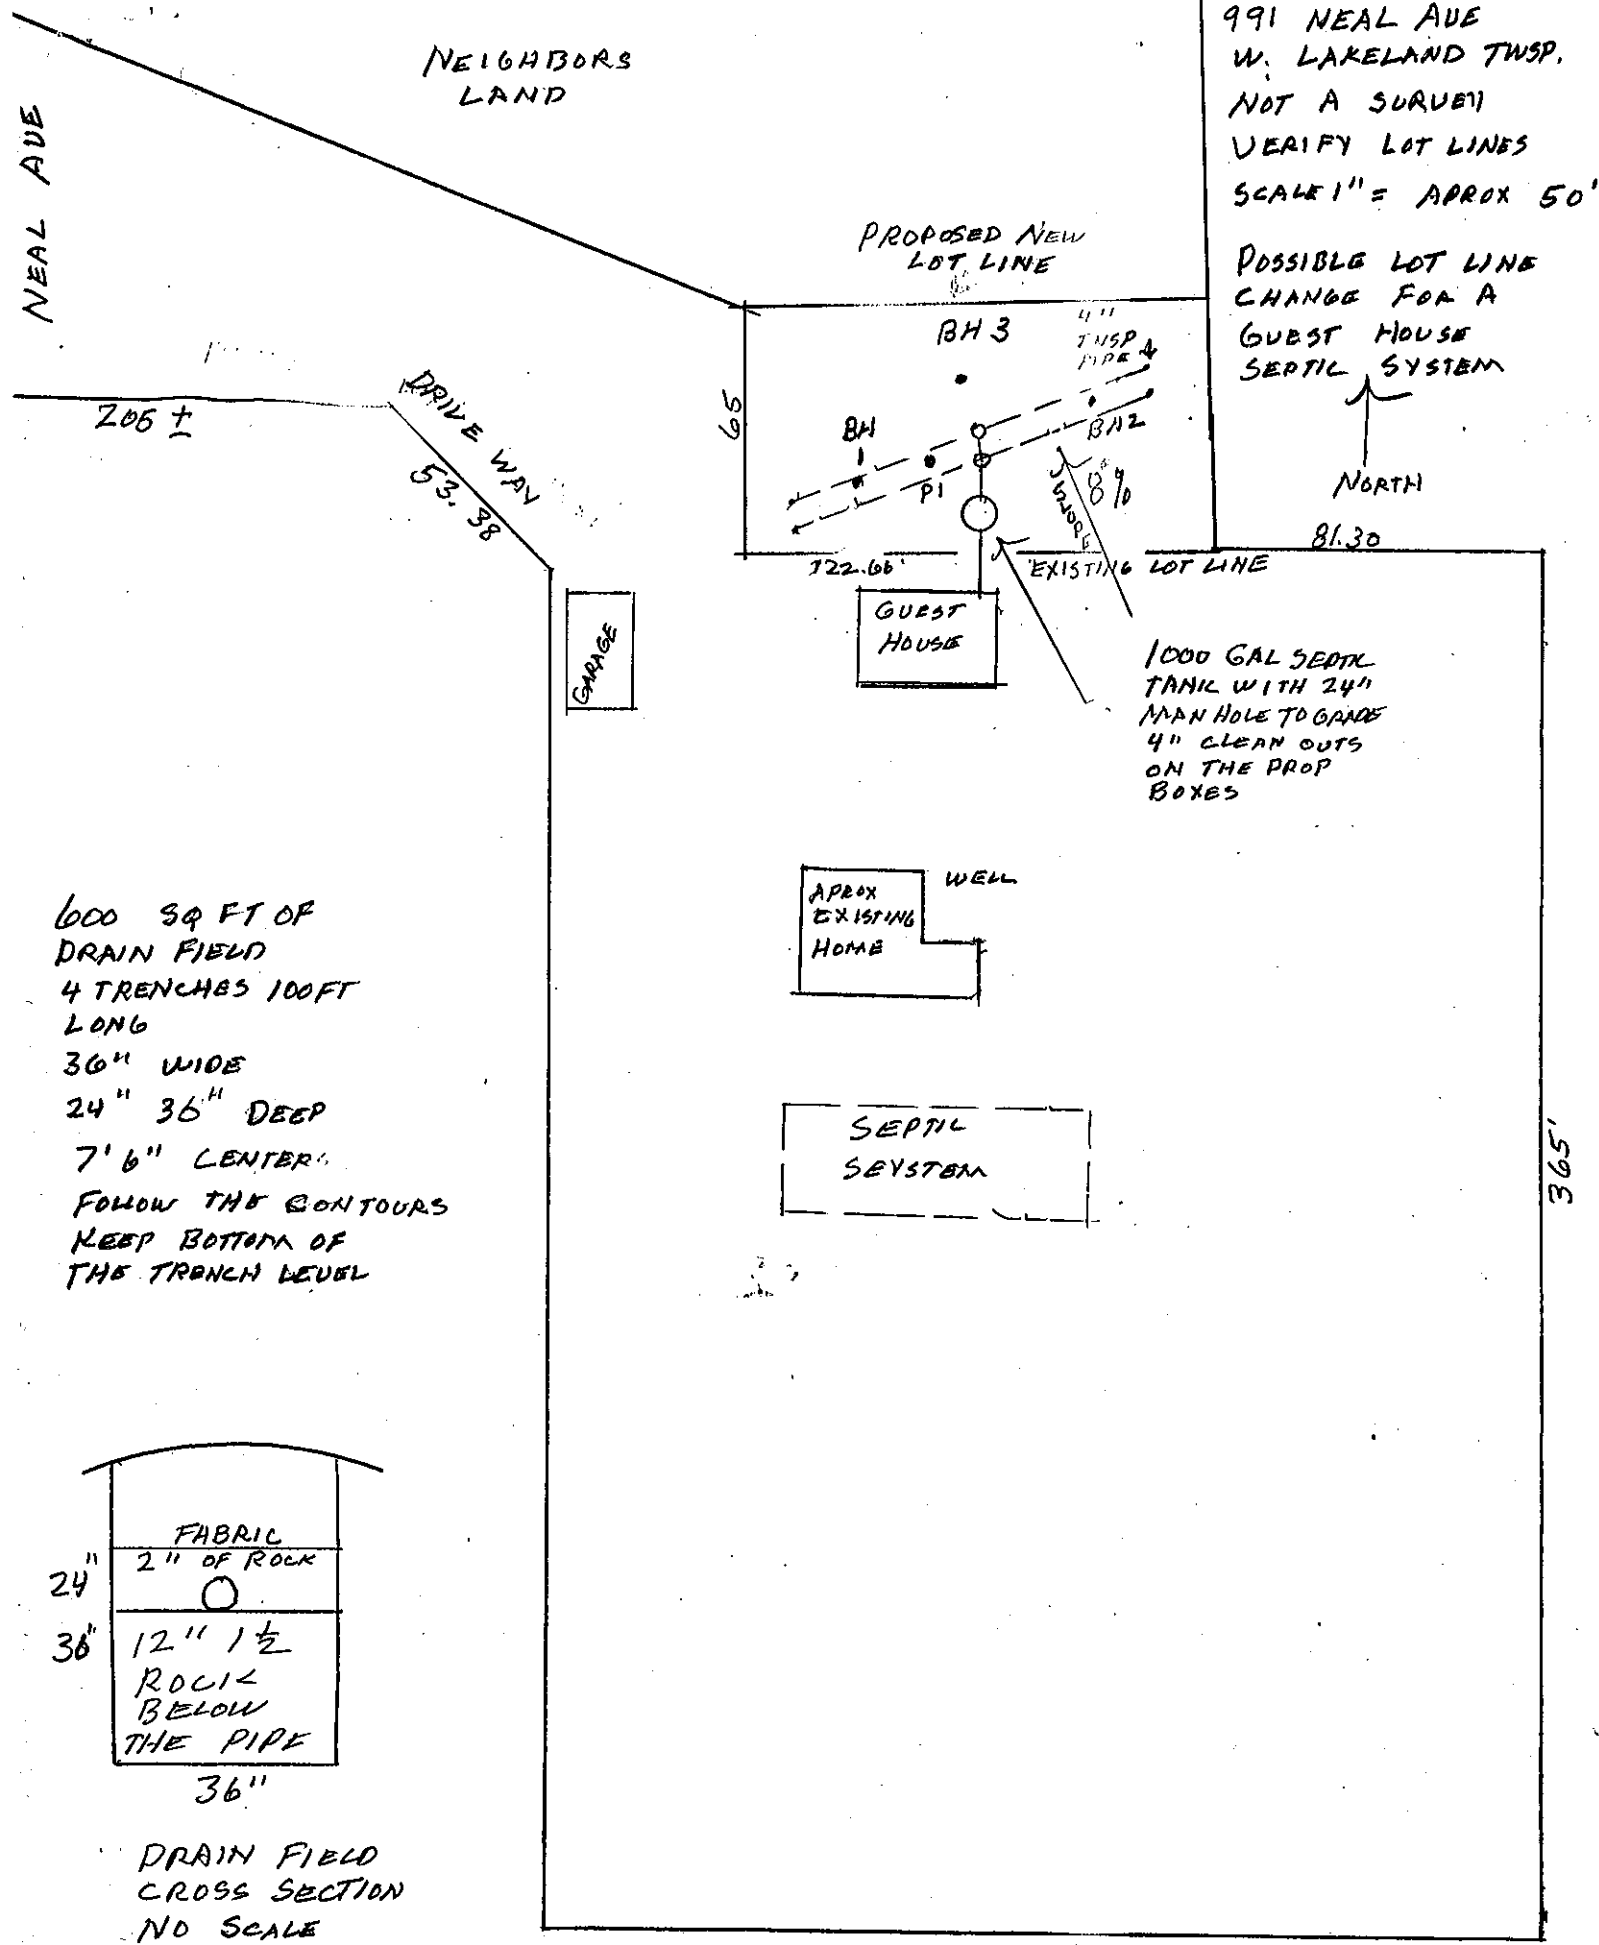 991 NEAL AVE
W. LAKELAND TWSP.
NOT A SURVEY
VERIFY LOT LINES
SCALE 1" = APROX 50'
POSSIBLE LOT LINE
CHANGE FOR A
GUEST HOUSE
SEPTIC SYSTEM
NORTH
NEIGHBORS
LAND
NEAL AVE
PROPOSED NEW
LOT LINE
BH 3
4"
TWSP
PIPE
205 ±
DRIVE WAY
53.38
65
BH
1
P1
BH2
8%
81.30
122.66'
EXISTING LOT LINE
GUEST
HOUSE
GARAGE
1000 GAL SEPTIC
TANK WITH 24"
MAN HOLE TO GRADE
4" CLEAN OUTS
ON THE DROP
BOXES
APROX
EXISTING
HOME
WELL
600 SQ FT OF
DRAIN FIELD
4 TRENCHES 100FT
LONG
36" WIDE
24" 36" DEEP
7' 6" CENTERS
FOLLOW THE CONTOURS
KEEP BOTTOM OF
THE TRENCH LEVEL
SEPTIC
SEYSTEM
365'
FABRIC
2" OF ROCK
24"
36"
12" 1 1/2
ROCK
BELOW
THE PIPE
36"
DRAIN FIELD
CROSS SECTION
NO SCALE